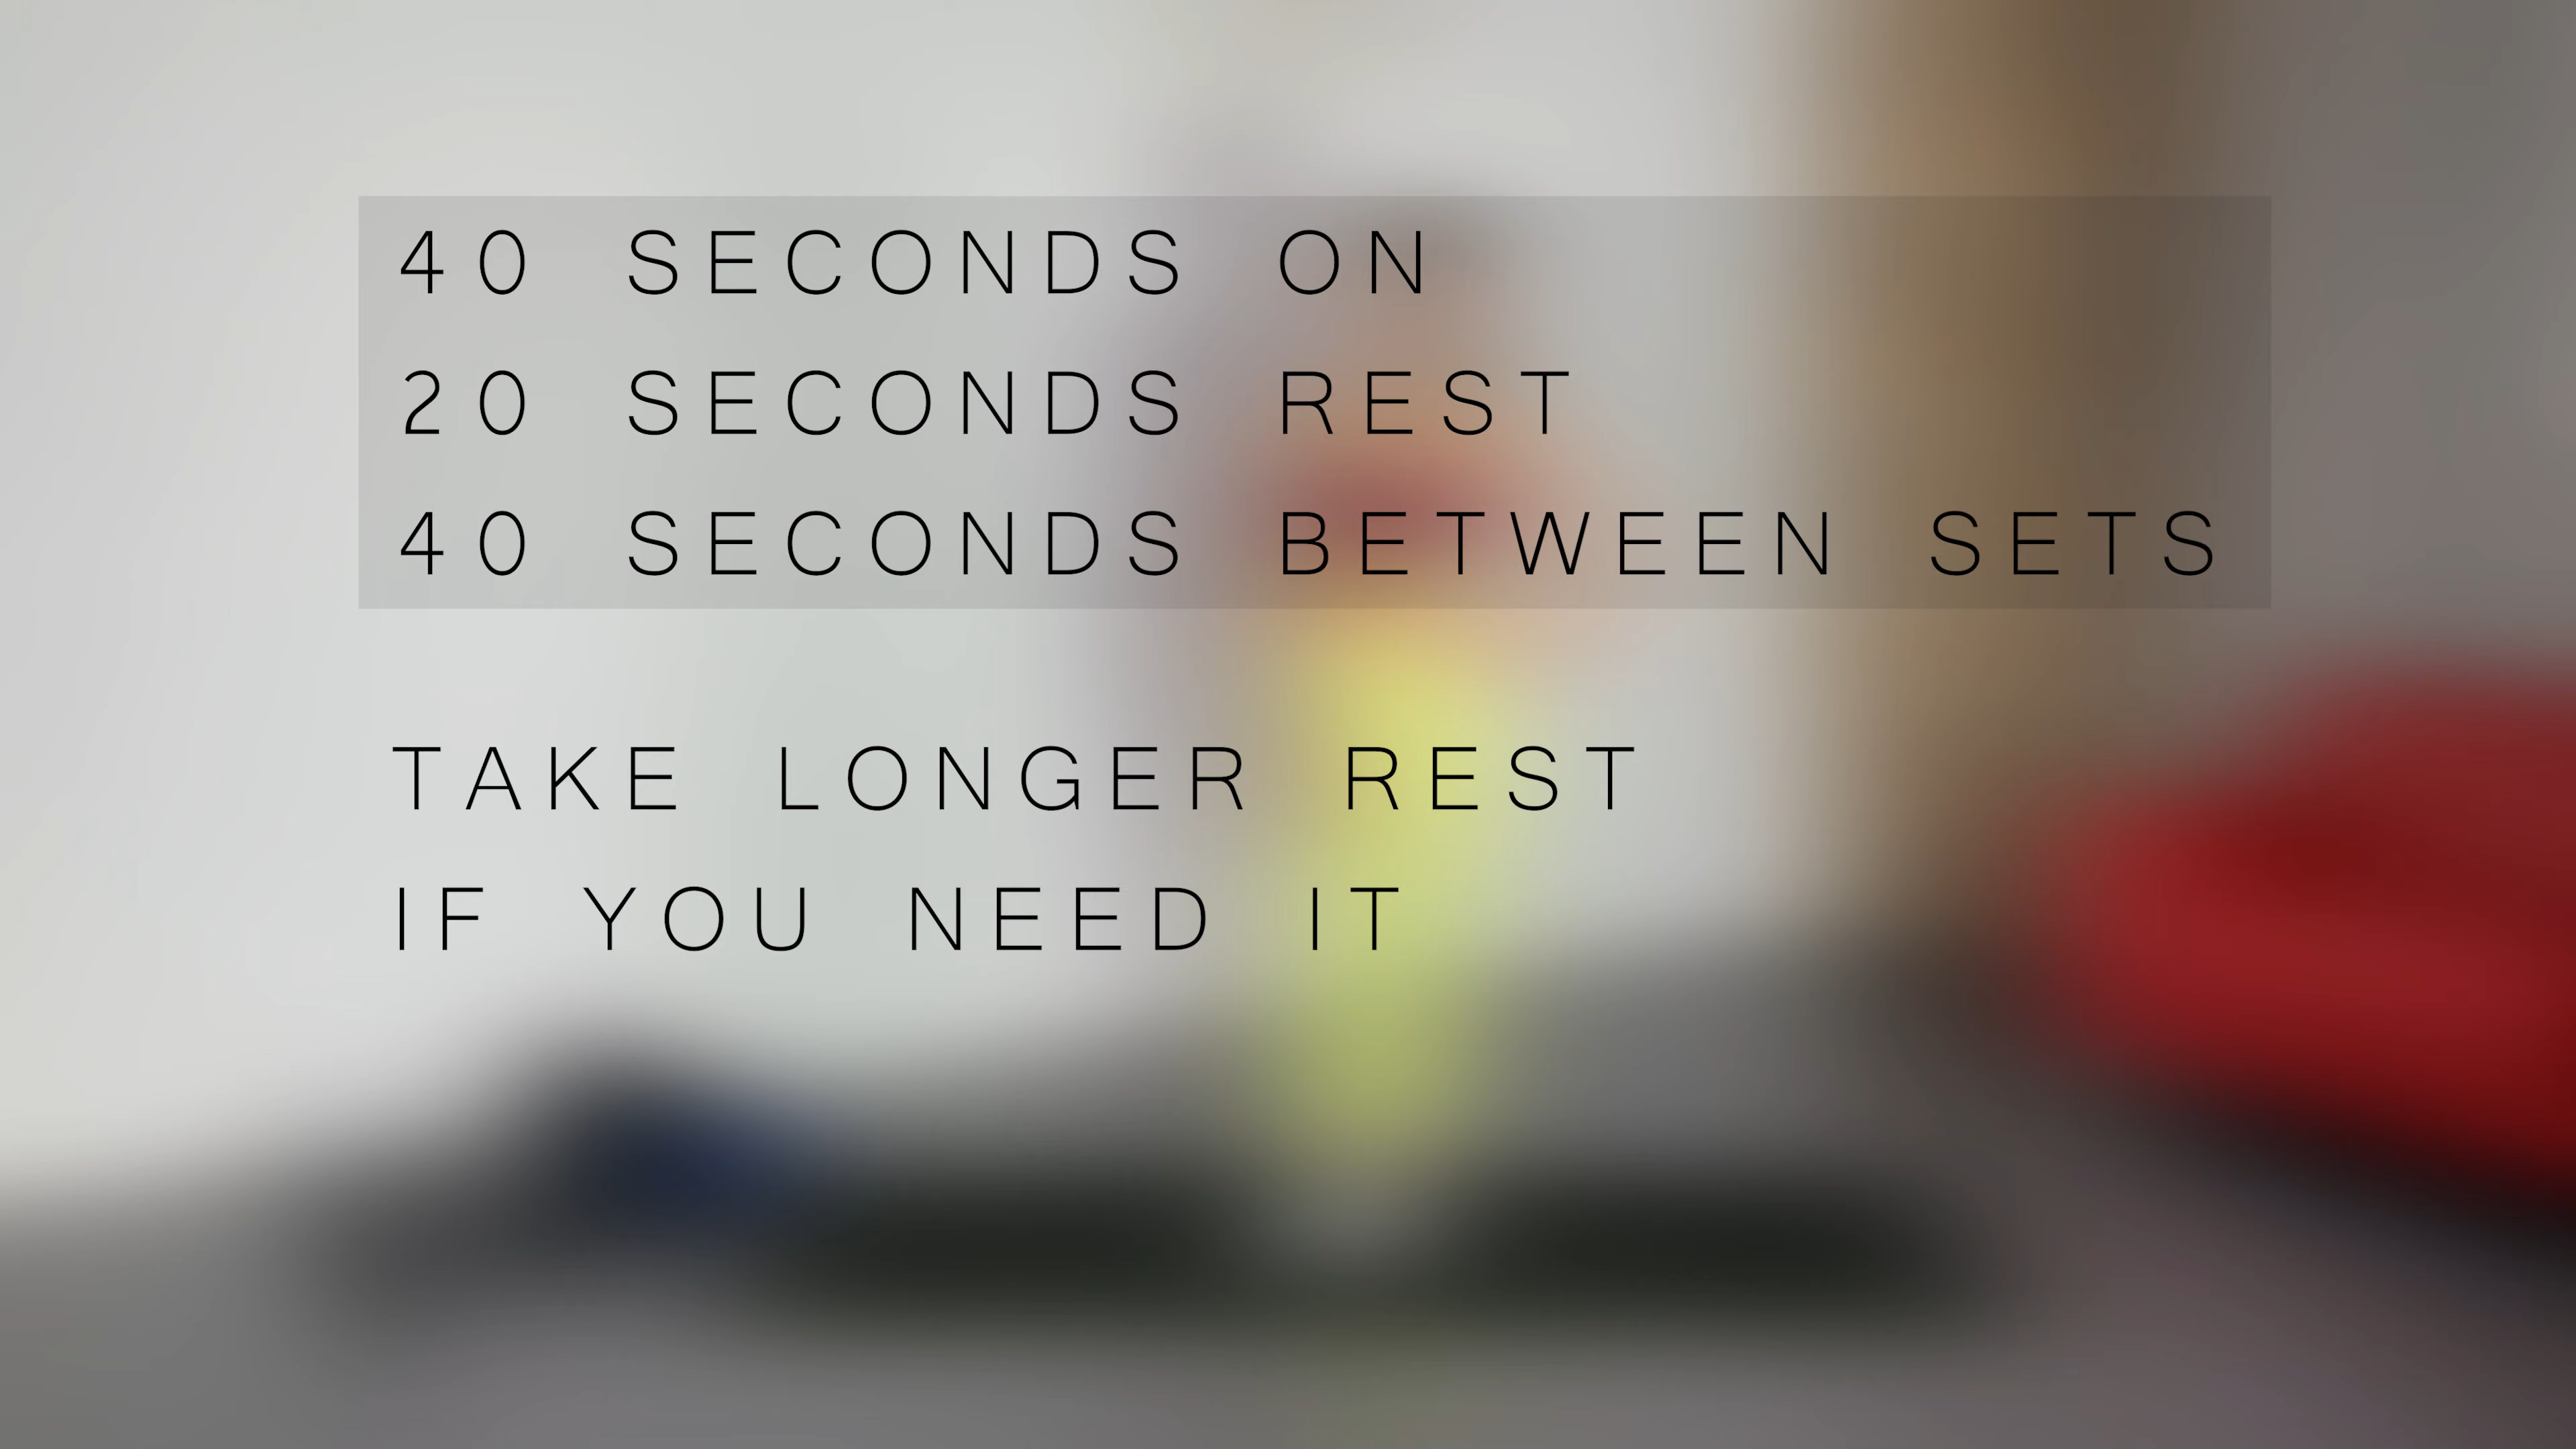 40 SECONDS ON
20 SECONDS REST
40 SECONDS BETWEEN SETS
TAKE LONGER REST
IF YOU NEED IT